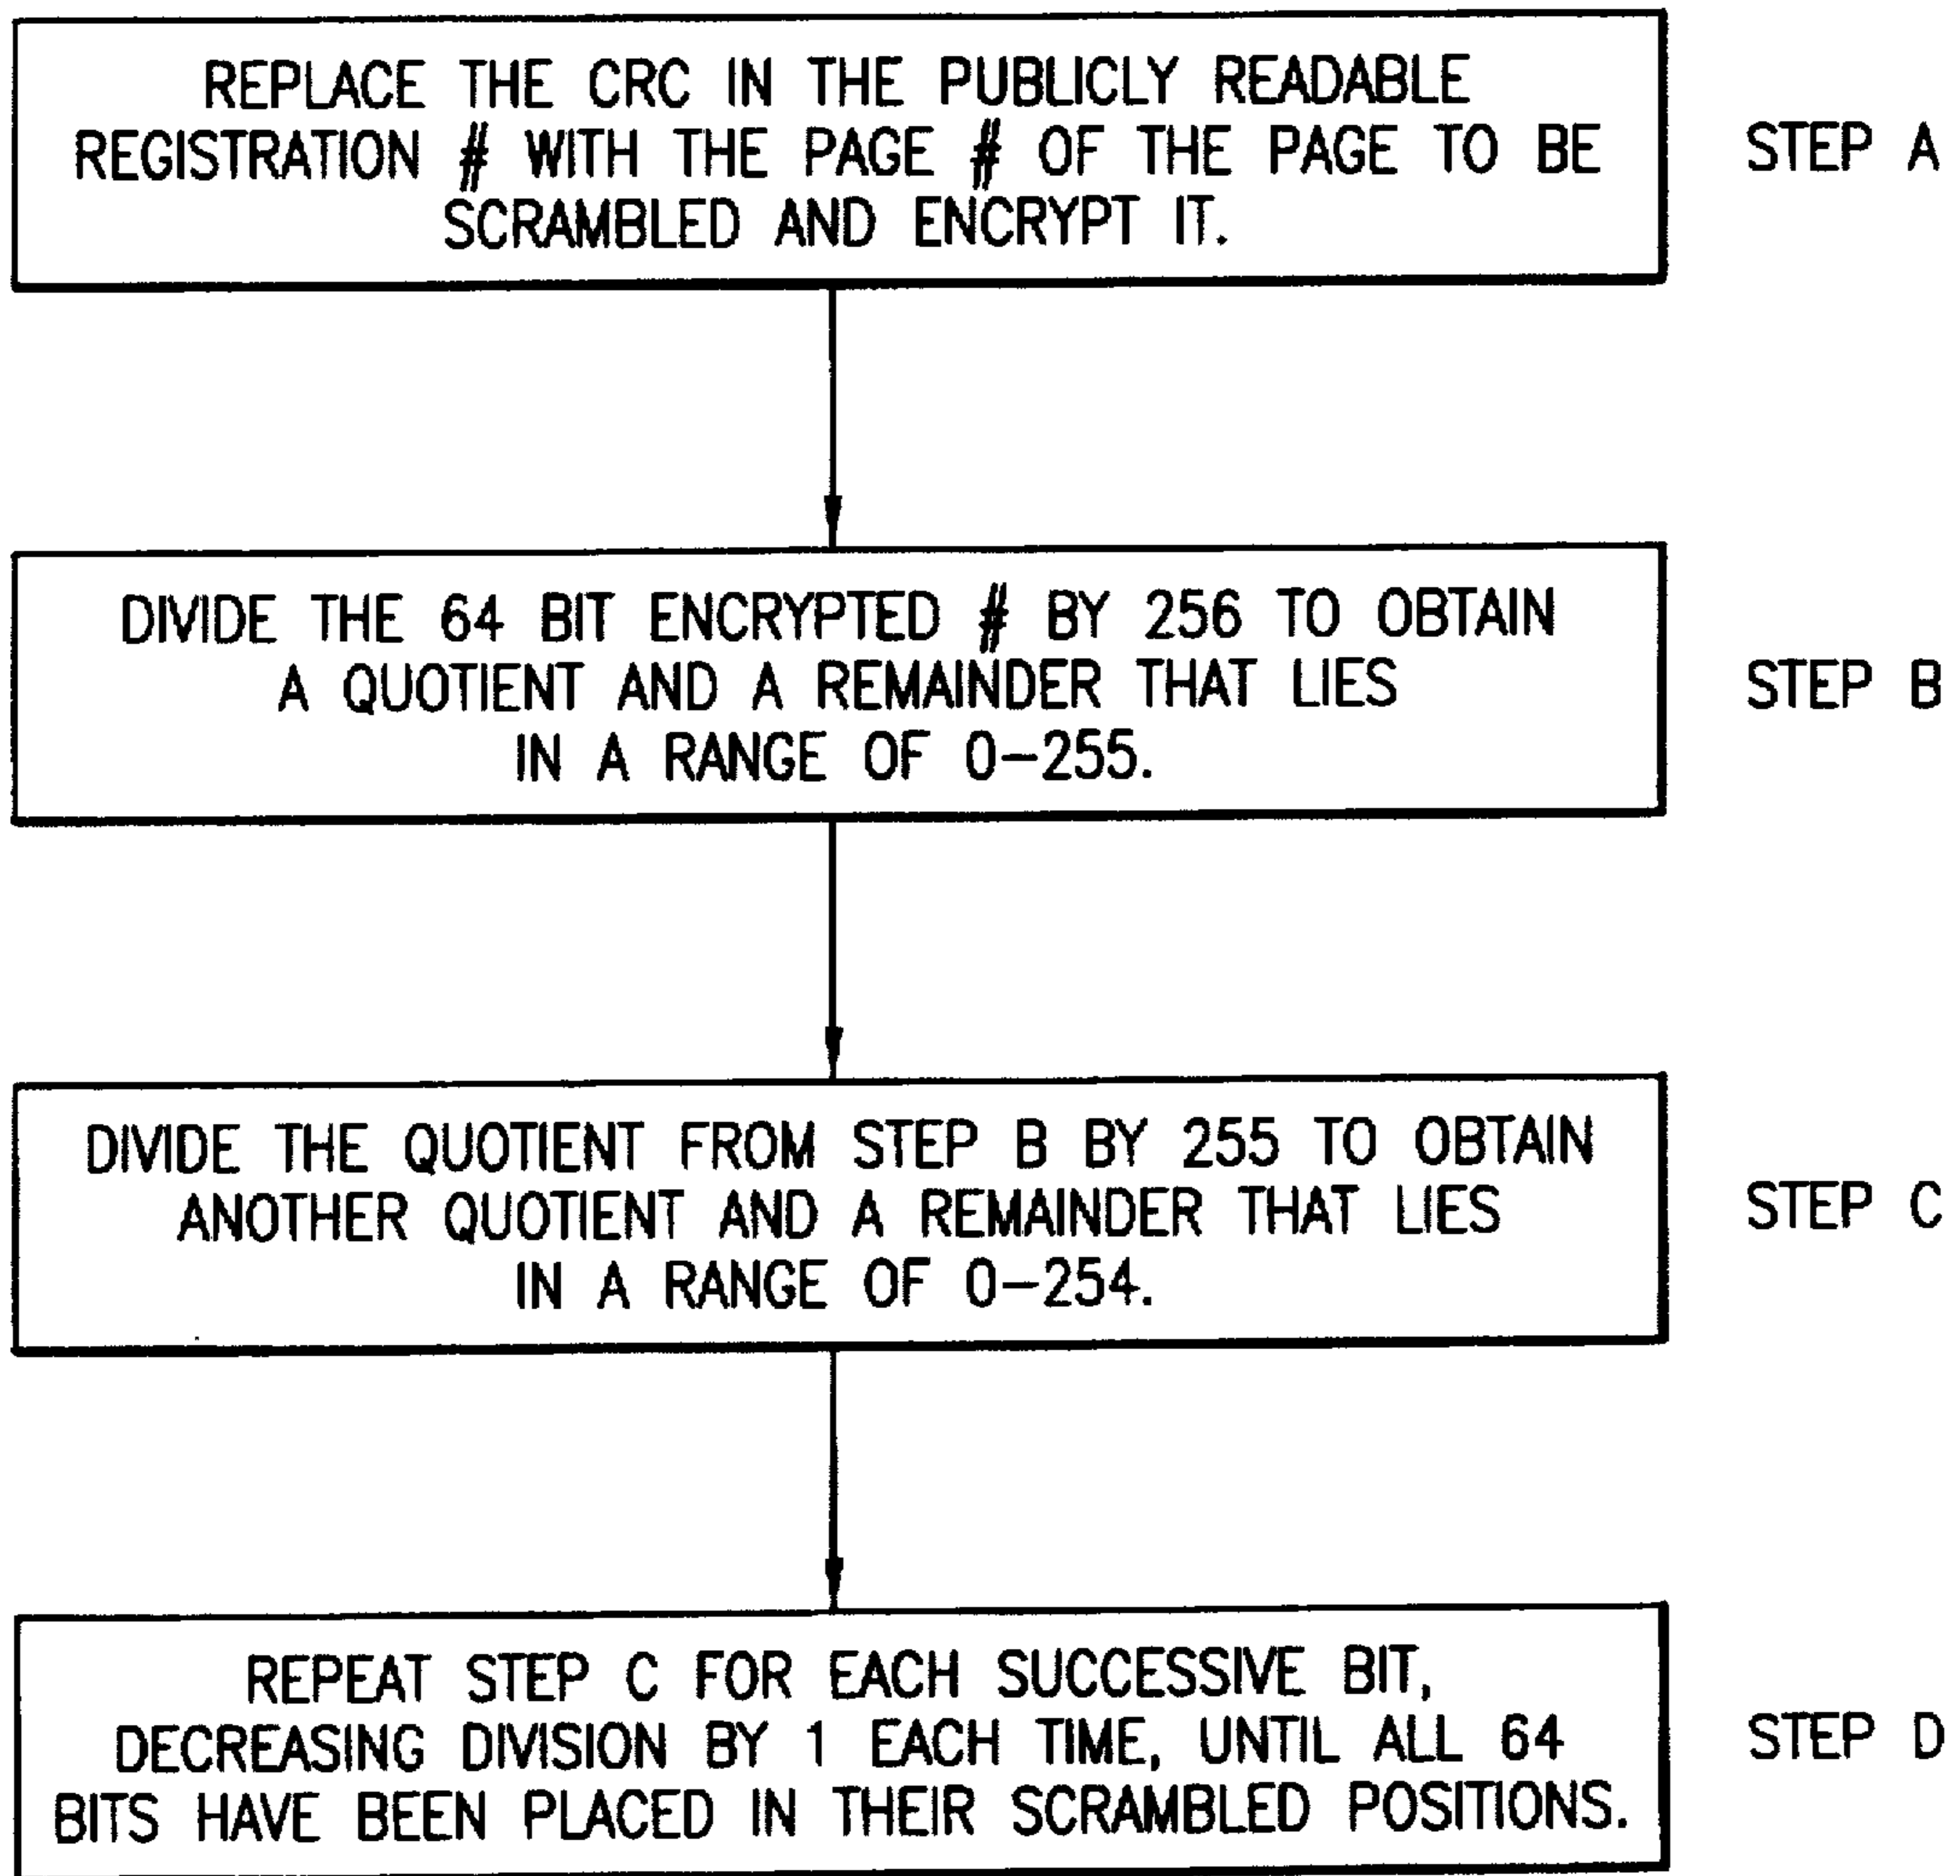 REPLACE THE CRC IN THE PUBLICLY READABLE
REGISTRATION # WITH THE PAGE # OF THE PAGE TO BE
SCRAMBLED AND ENCRYPT IT.
STEP A
DIVIDE THE 64 BIT ENCRYPTED # BY 256 TO OBTAIN
A QUOTIENT AND A REMAINDER THAT LIES
IN A RANGE OF 0–255.
STEP B
DIVIDE THE QUOTIENT FROM STEP B BY 255 TO OBTAIN
ANOTHER QUOTIENT AND A REMAINDER THAT LIES
IN A RANGE OF 0–254.
STEP C
REPEAT STEP C FOR EACH SUCCESSIVE BIT,
DECREASING DIVISION BY 1 EACH TIME, UNTIL ALL 64
BITS HAVE BEEN PLACED IN THEIR SCRAMBLED POSITIONS.
STEP D